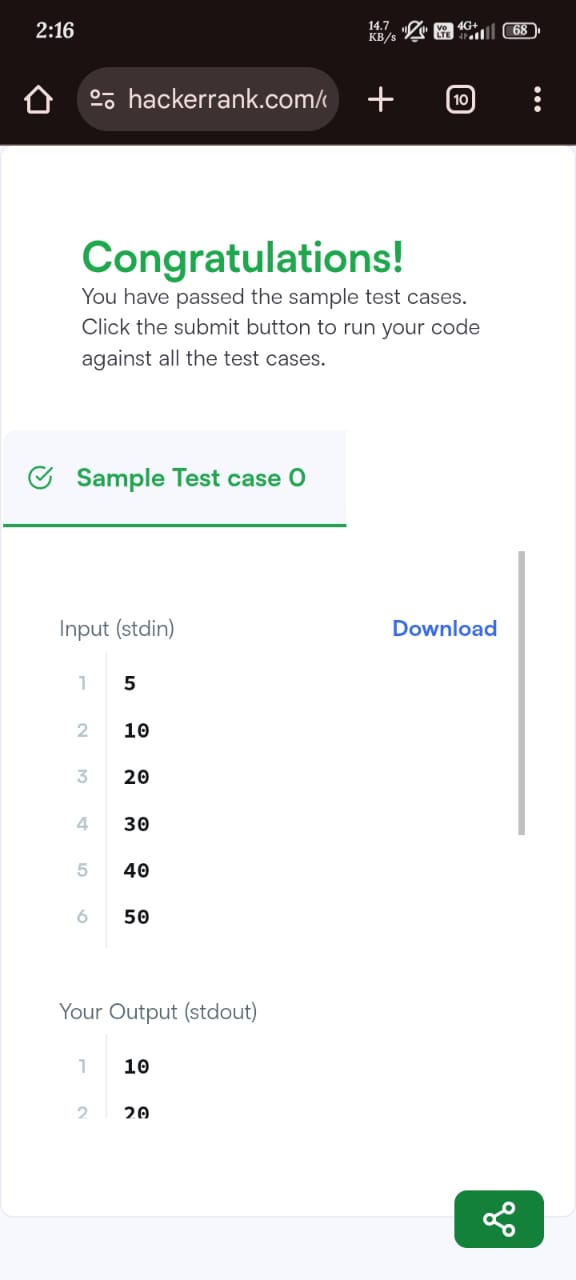 2:16
14.7
KB/s
VO
LTE
4G+
68
hackerrank.com/
10
Congratulations!
You have passed the sample test cases.
Click the submit button to run your code
against all the test cases.
Sample Test case 0
Input (stdin)
Download
1 5
2 10
3 20
4 30
5 40
6 50
Your Output (stdout)
1 10
2 20